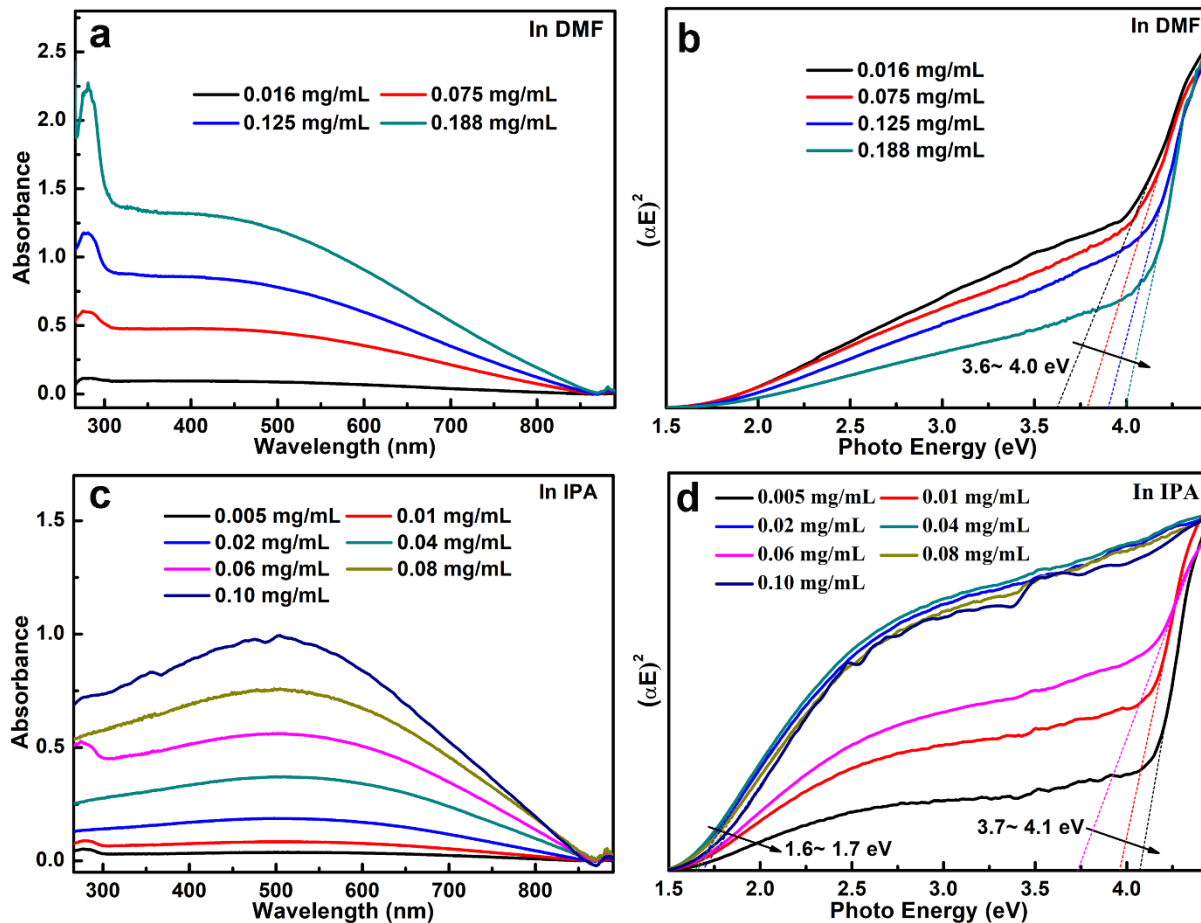 a
In DMF
0.016 mg/mL 0.075 mg/mL
0.125 mg/mL 0.188 mg/mL
Absorbance
2.5
2.0
1.5
1.0
0.5
0.0
300 400 500 600 700 800
Wavelength (nm)
b
In DMF
0.016 mg/mL
0.075 mg/mL
0.125 mg/mL
0.188 mg/mL
(αE)²
3.6~ 4.0 eV
1.5 2.0 2.5 3.0 3.5 4.0
Photo Energy (eV)
c
In IPA
0.005 mg/mL 0.01 mg/mL
0.02 mg/mL 0.04 mg/mL
0.06 mg/mL 0.08 mg/mL
0.10 mg/mL
Absorbance
1.5
1.0
0.5
0.0
300 400 500 600 700 800
Wavelength (nm)
d
In IPA
0.005 mg/mL 0.01 mg/mL
0.02 mg/mL 0.04 mg/mL
0.06 mg/mL 0.08 mg/mL
0.10 mg/mL
(αE)²
1.6~ 1.7 eV
3.7~ 4.1 eV
1.5 2.0 2.5 3.0 3.5 4.0
Photo Energy (eV)